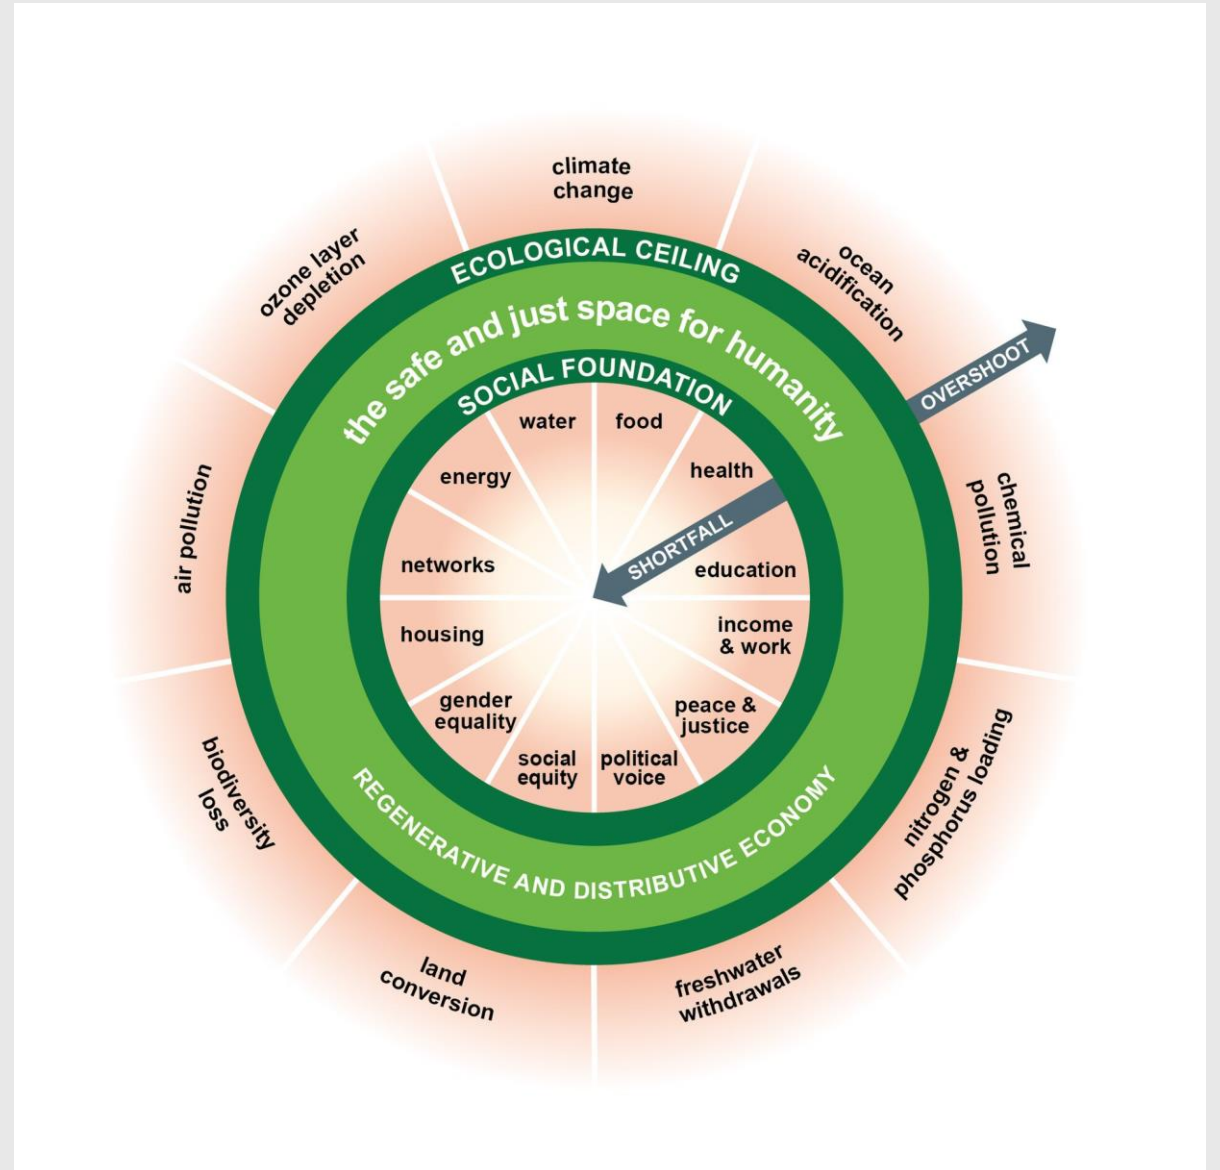 climate
change
ocean
acidification
chemical
pollution
nitrogen &
phosphorus loading
freshwater
withdrawals
land
conversion
biodiversity
loss
air pollution
ozone layer
depletion
ECOLOGICAL CEILING
OVERSHOOT
the safe and just space for humanity
SOCIAL FOUNDATION
water
food
health
SHORTFALL
education
income
& work
peace &
justice
political
voice
social
equity
gender
equality
housing
networks
energy
REGENERATIVE AND DISTRIBUTIVE ECONOMY